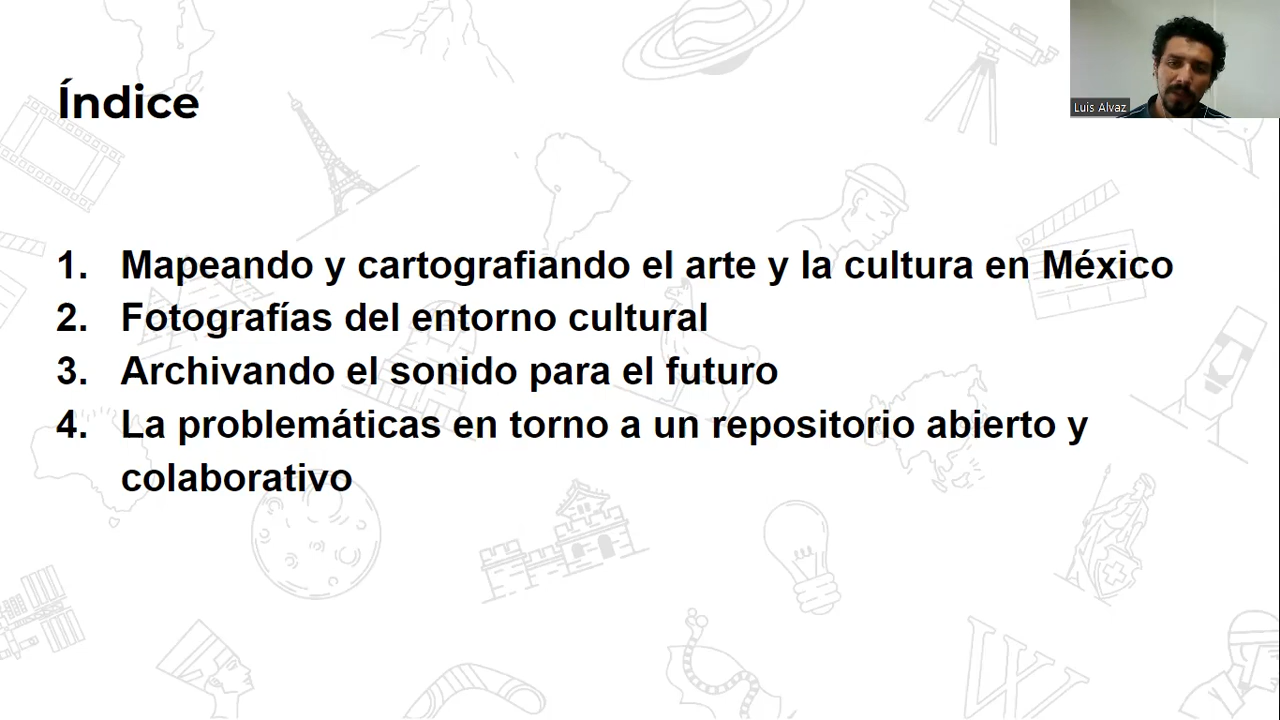 Índice
Luis Alvaz
1. Mapeando y cartografiando el arte y la cultura en México
2. Fotografías del entorno cultural
3. Archivando el sonido para el futuro
4. La problemáticas en torno a un repositorio abierto y
colaborativo